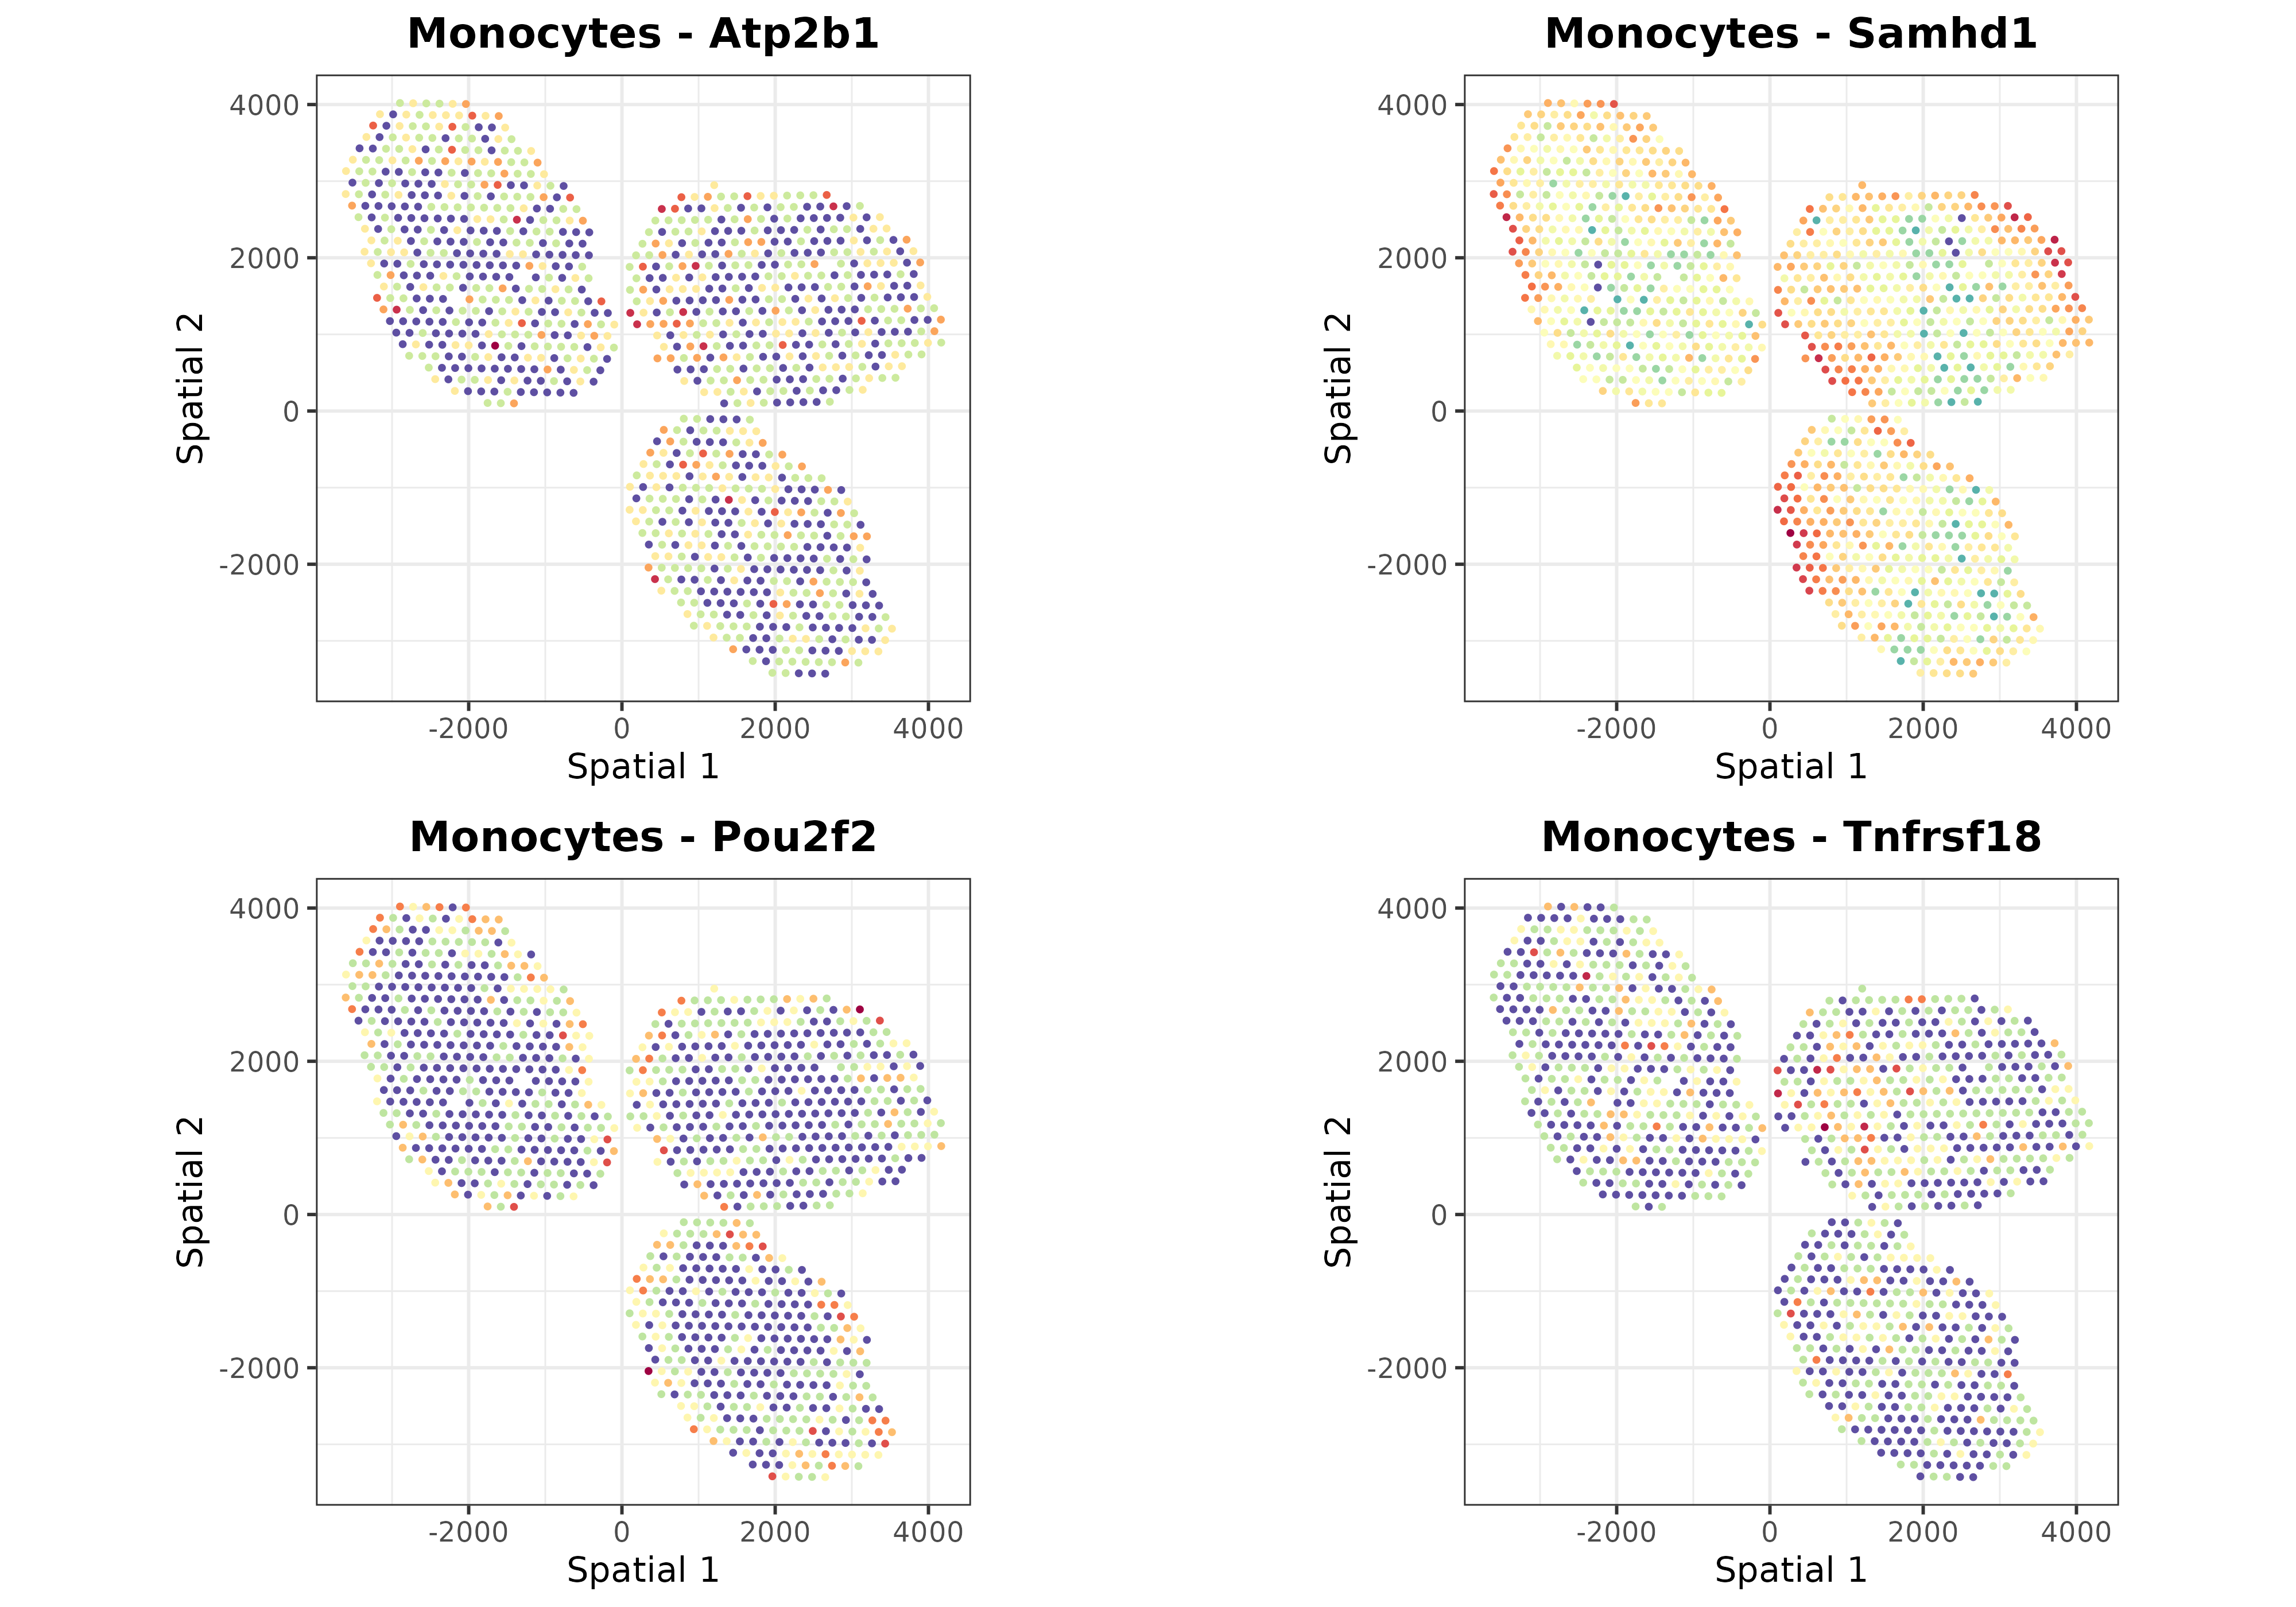 Monocytes - Atp2b1
4000
2000
0
-2000
Spatial 2
-2000 0 2000 4000
Spatial 1
Monocytes - Samhd1
4000
2000
0
-2000
Spatial 2
-2000 0 2000 4000
Spatial 1
Monocytes - Pou2f2
4000
2000
0
-2000
Spatial 2
-2000 0 2000 4000
Spatial 1
Monocytes - Tnfrsf18
4000
2000
0
-2000
Spatial 2
-2000 0 2000 4000
Spatial 1